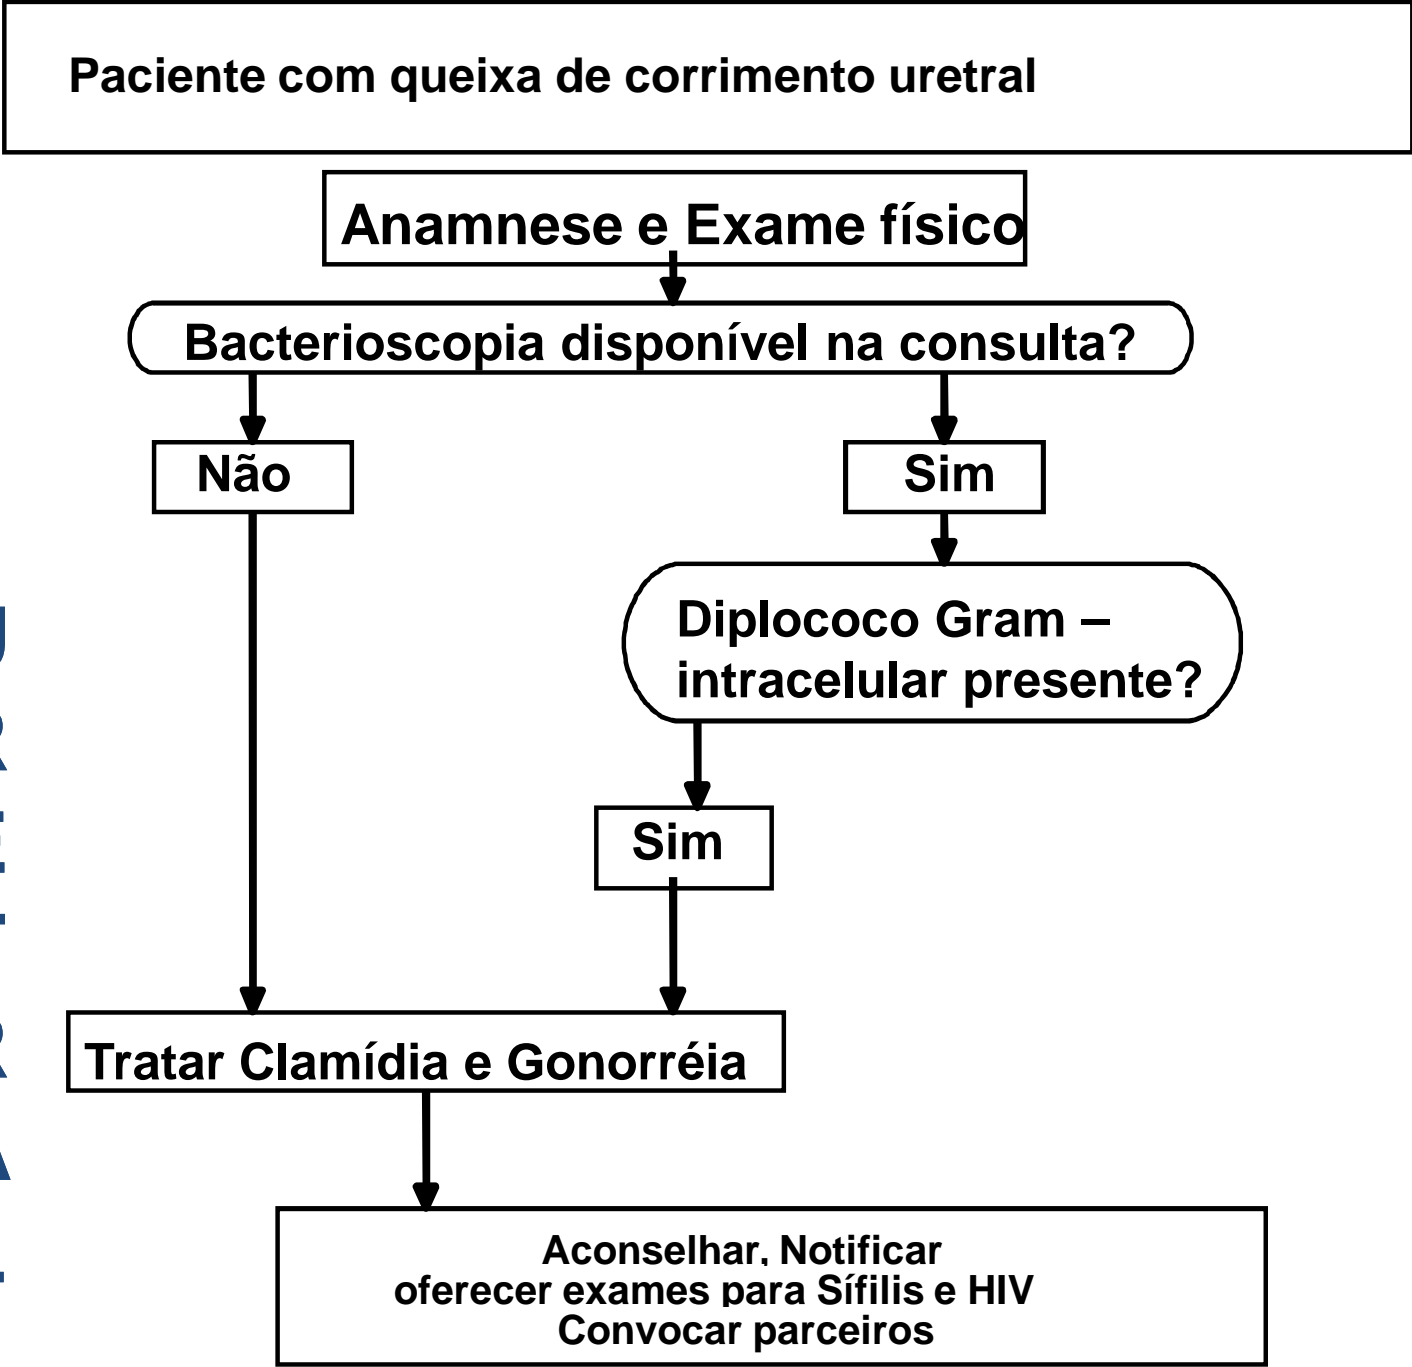 Paciente com queixa de corrimento uretral
Anamnese e Exame físico
Bacterioscopia disponível na consulta?
Não
Sim
Diplococo Gram –
intracelular presente?
Sim
Tratar Clamídia e Gonorréia
Aconselhar, Notificar
oferecer exames para Sífilis e HIV
Convocar parceiros